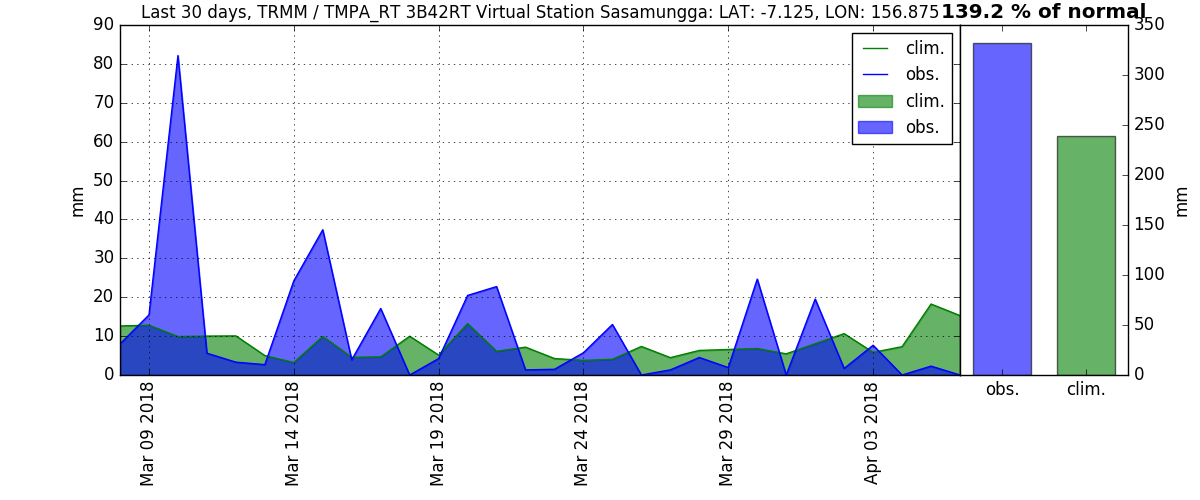 Last 30 days, TRMM / TMPA_RT 3B42RT Virtual Station Sasamungga: LAT: -7.125, LON: 156.875
139.2 % of normal
90
80
70
60
50
40
30
20
10
0
mm
clim.
obs.
clim.
obs.
Mar 09 2018
Mar 14 2018
Mar 19 2018
Mar 24 2018
Mar 29 2018
Apr 03 2018
350
300
250
200
150
100
50
0
mm
obs.
clim.